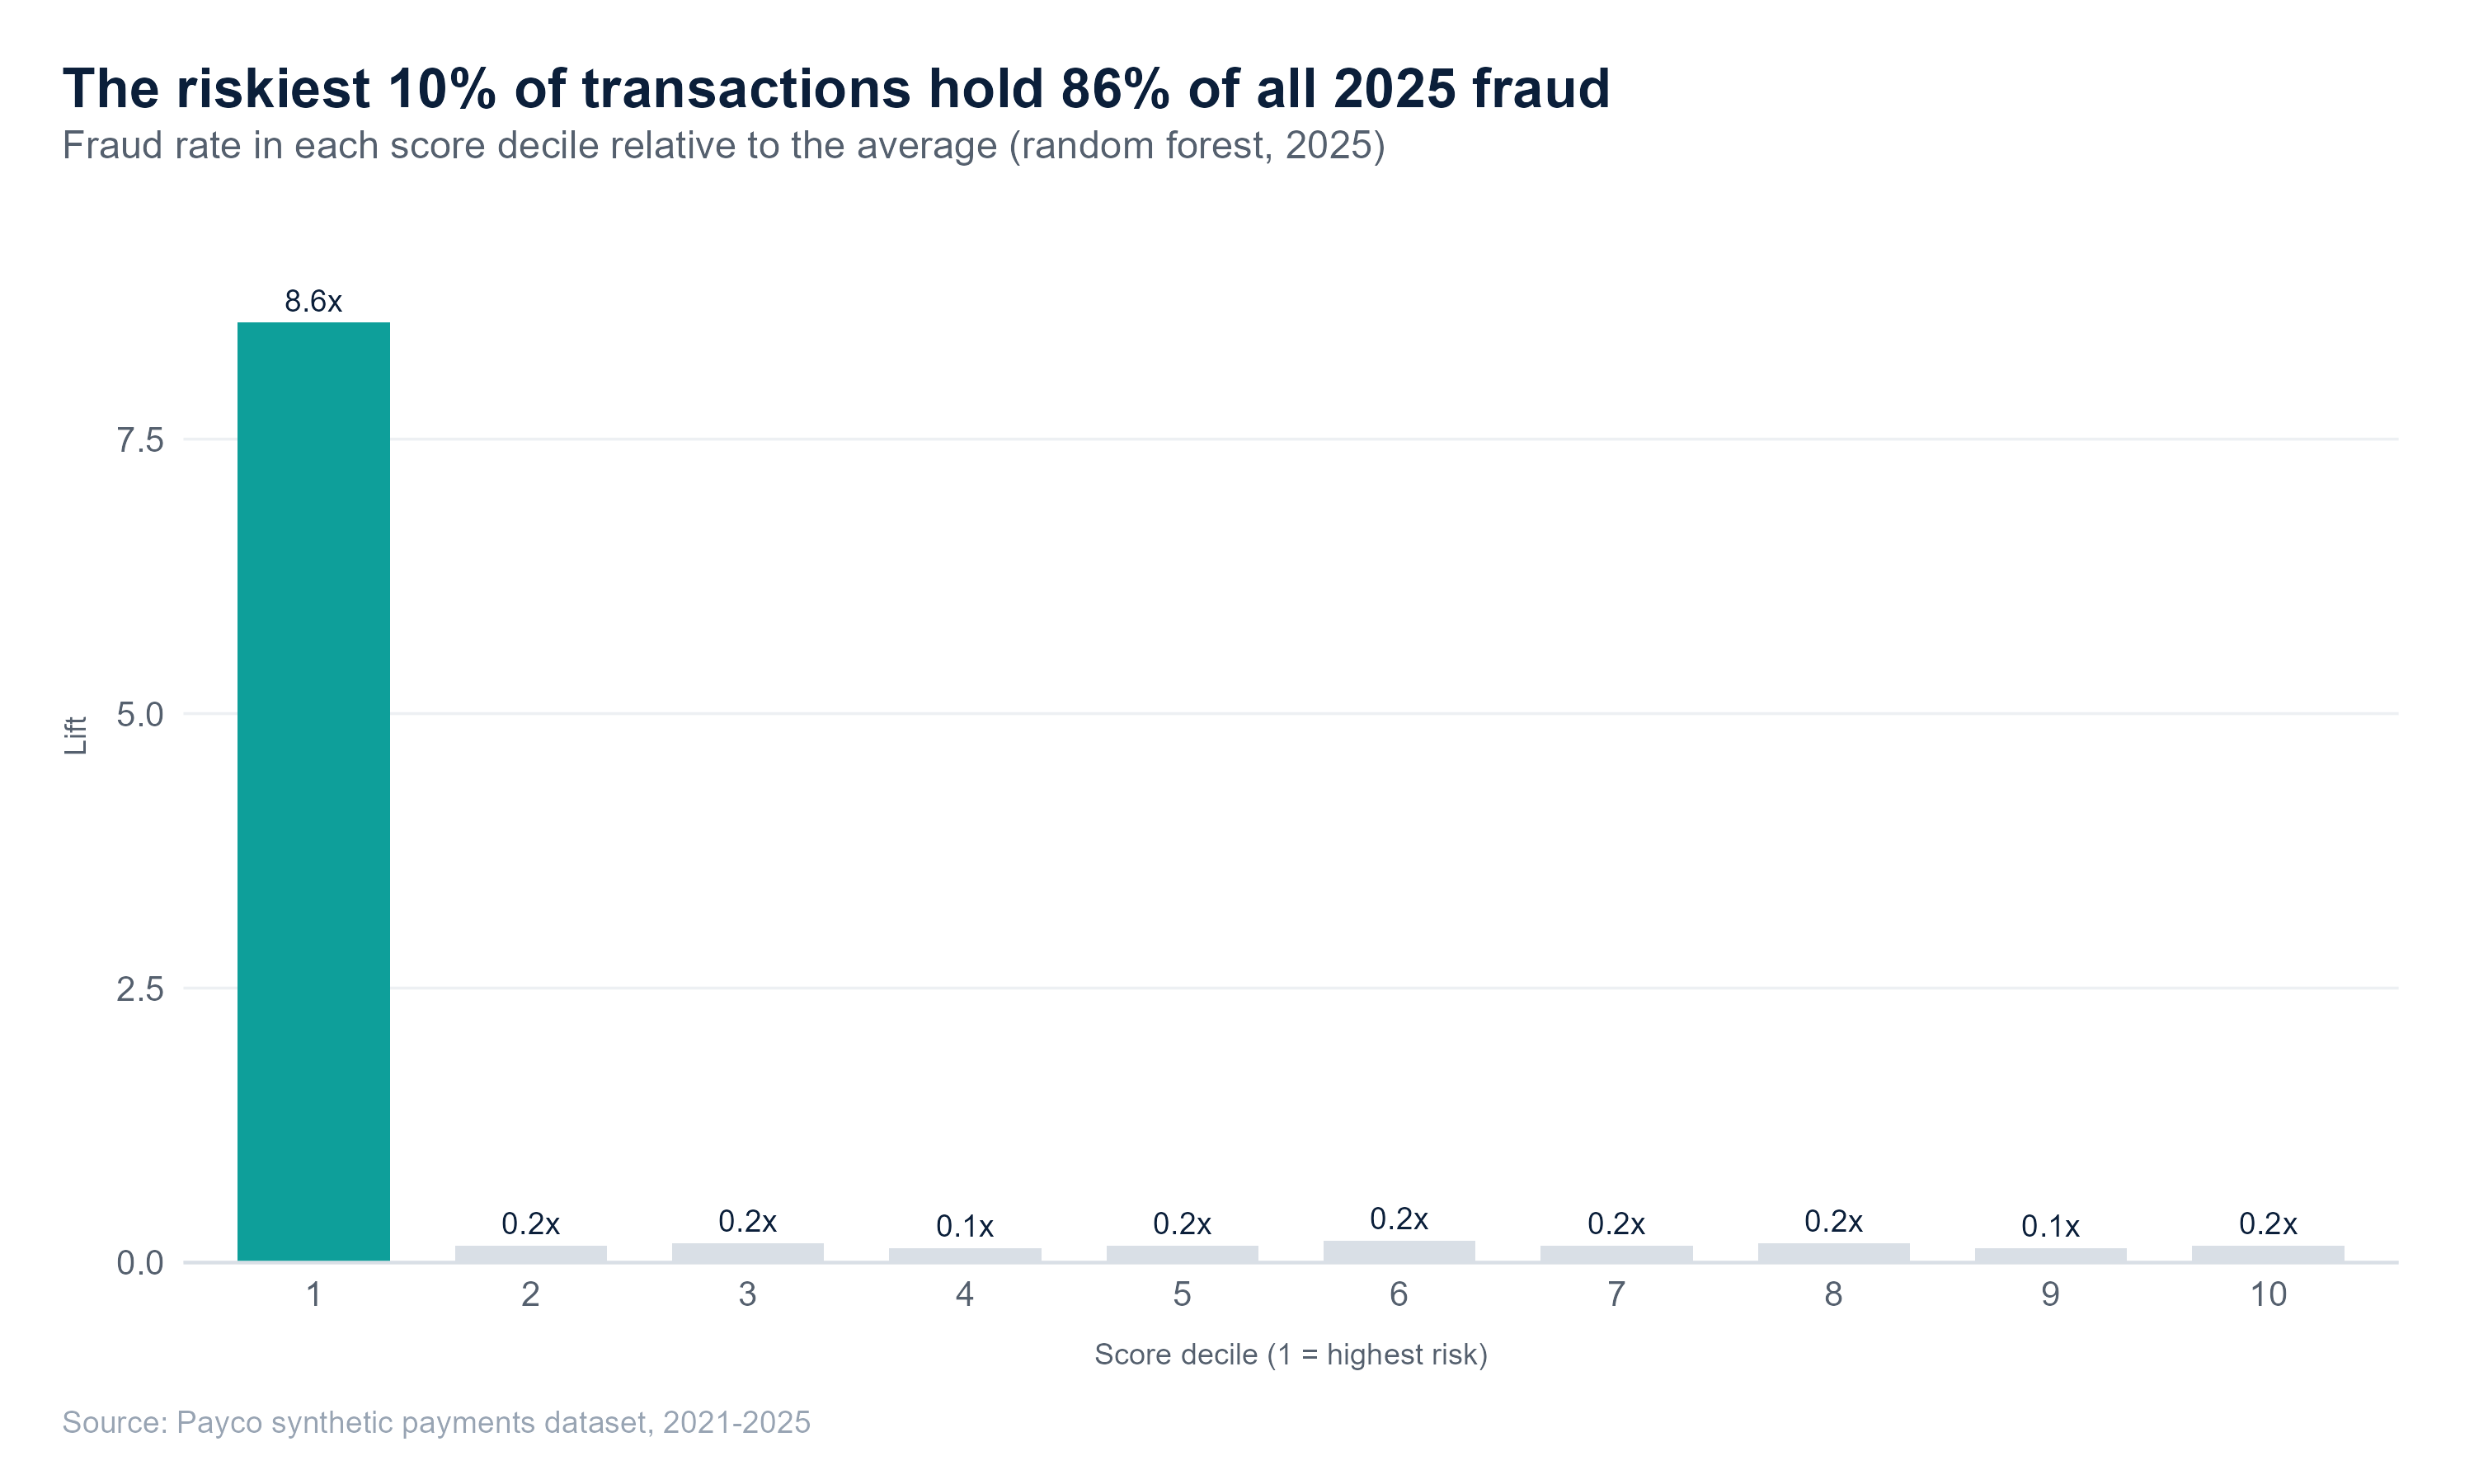 The riskiest 10% of transactions hold 86% of all 2025 fraud
Fraud rate in each score decile relative to the average (random forest, 2025)
8.6x
7.5
5.0
Lift
2.5
0.2x 0.2x 0.1x 0.2x 0.2x 0.2x 0.2x 0.1x 0.2x
0.0
1 2 3 4 5 6 7 8 9 10
Score decile (1 = highest risk)
Source: Payco synthetic payments dataset, 2021-2025